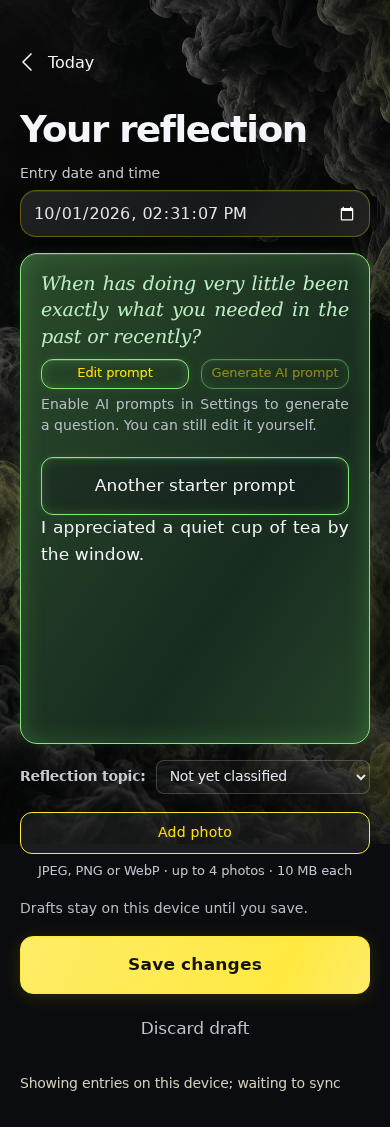 Today
Your reflection
Entry date and time
10/01/2026, 02:31:07 PM
When has doing very little been
exactly what you needed in the
past or recently?
Edit prompt
Generate AI prompt
Enable AI prompts in Settings to generate
a question. You can still edit it yourself.
Another starter prompt
I appreciated a quiet cup of tea by
the window.
Reflection topic:
Not yet classified
Add photo
JPEG, PNG or WebP · up to 4 photos · 10 MB each
Drafts stay on this device until you save.
Save changes
Discard draft
Showing entries on this device; waiting to sync